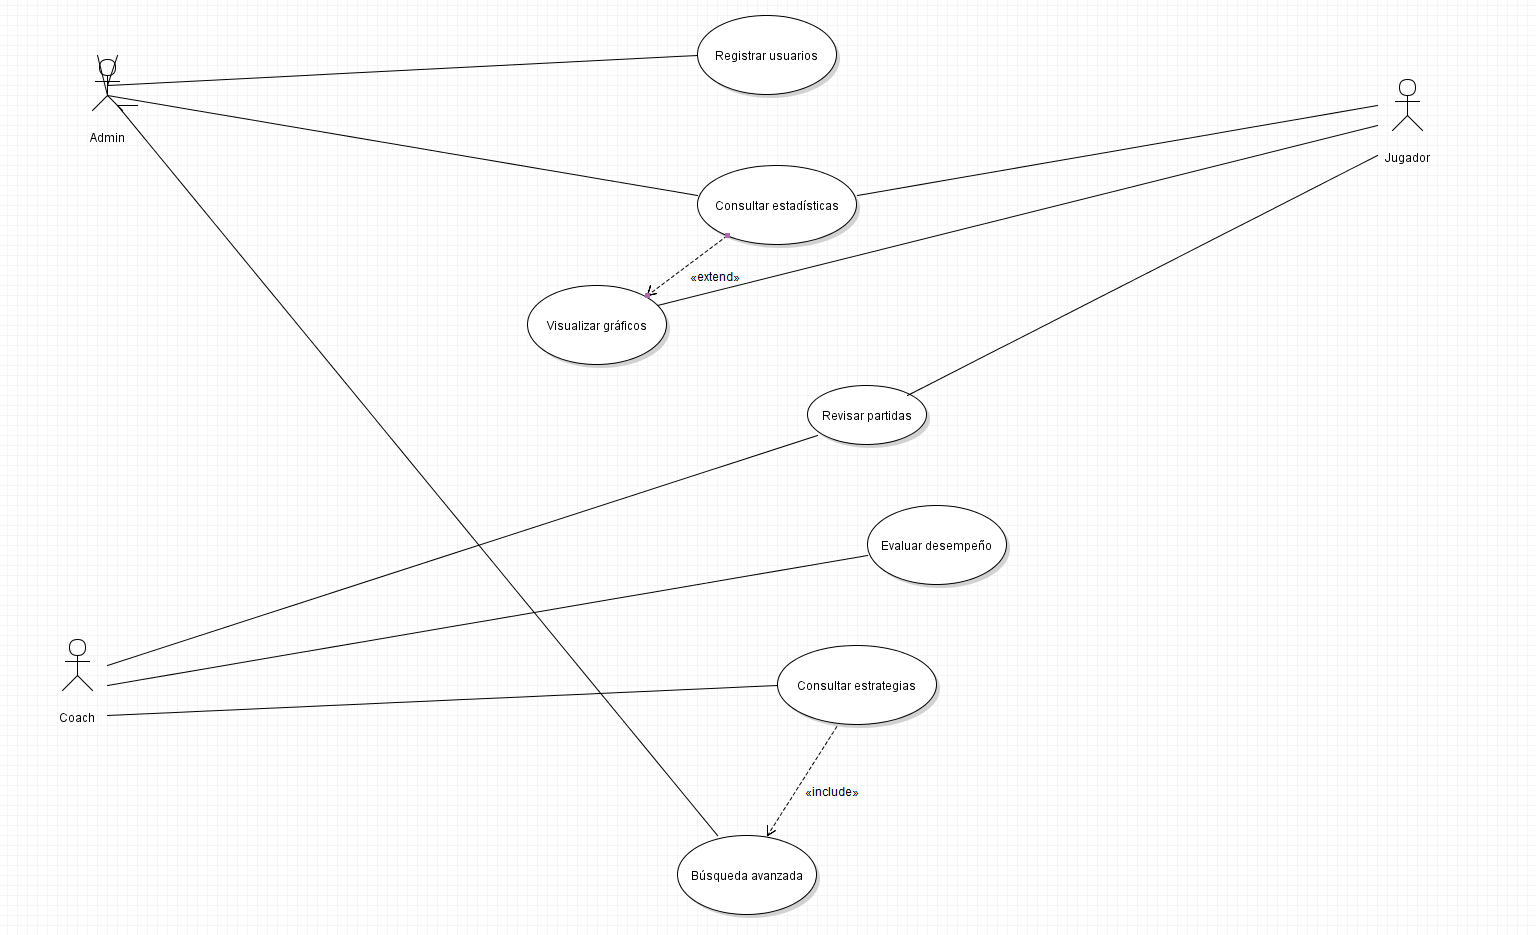 Registrar usuarios
Admin
Jugador
Consultar estadísticas
«extend»
Visualizar gráficos
Revisar partidas
Evaluar desempeño
Consultar estrategias
Coach
«include»
Búsqueda avanzada